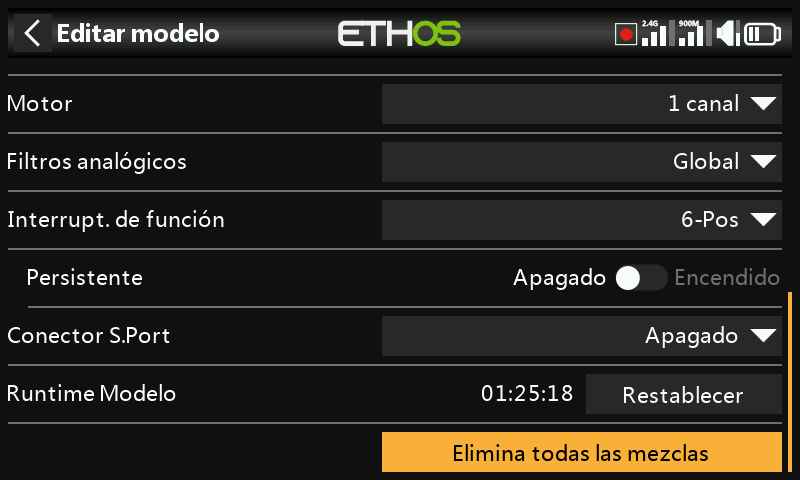 Editar modelo
ETHOS
2.4G 900M
Motor 1 canal
Filtros analógicos Global
Interrupt. de función 6-Pos
Persistente Apagado Encendido
Conector S.Port Apagado
Runtime Modelo 01:25:18 Restablecer
Elimina todas las mezclas